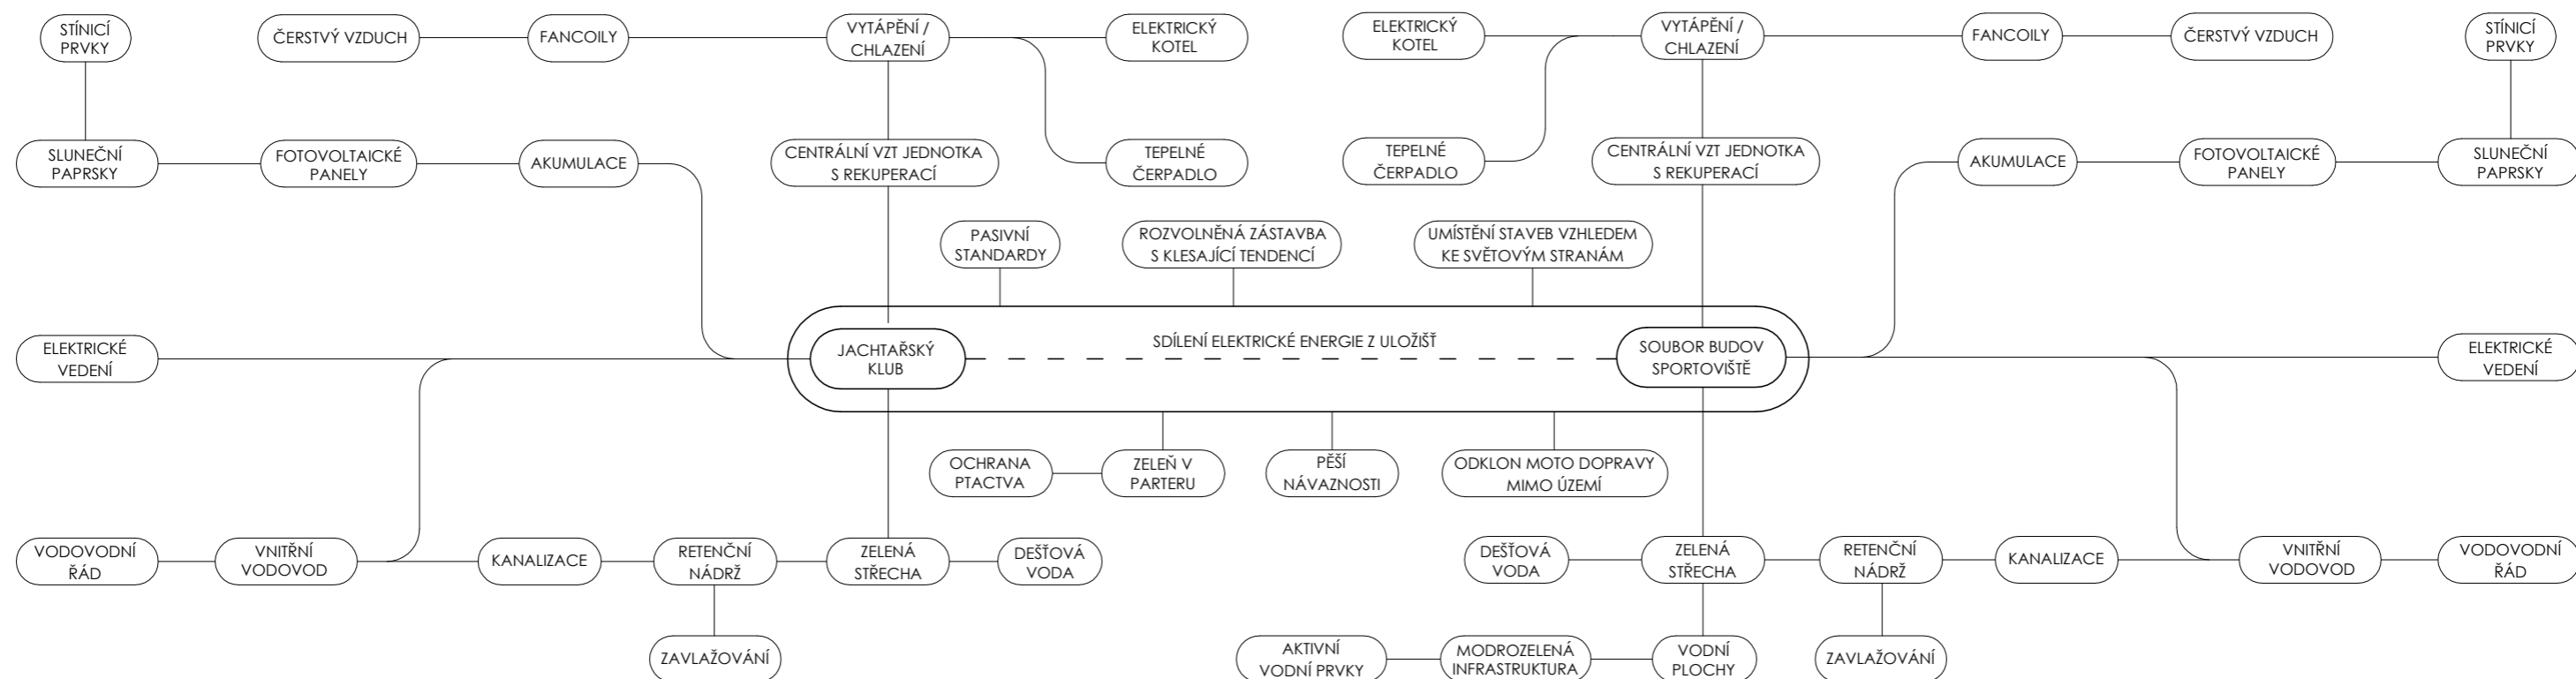 STÍNICÍ
PRVKY
ČERSTVÝ VZDUCH
FANCOILY
VYTÁPĚNÍ /
CHLAZENÍ
ELEKTRICKÝ
KOTEL
ELEKTRICKÝ
KOTEL
VYTÁPĚNÍ /
CHLAZENÍ
FANCOILY
ČERSTVÝ VZDUCH
STÍNICÍ
PRVKY
SLUNEČNÍ
PAPRSKY
FOTOVOLTAICKÉ
PANELY
AKUMULACE
CENTRÁLNÍ VZT JEDNOTKA
S REKUPERACÍ
TEPELNÉ
ČERPADLO
TEPELNÉ
ČERPADLO
CENTRÁLNÍ VZT JEDNOTKA
S REKUPERACÍ
AKUMULACE
FOTOVOLTAICKÉ
PANELY
SLUNEČNÍ
PAPRSKY
PASIVNÍ
STANDARDY
ROZVOLNĚNÁ ZÁSTAVBA
S KLESAJÍCÍ TENDENCÍ
UMÍSTĚNÍ STAVEB VZHLEDEM
KE SVĚTOVÝM STRANÁM
ELEKTRICKÉ
VEDENÍ
JACHTAŘSKÝ
KLUB
SDÍLENÍ ELEKTRICKÉ ENERGIE Z ULOŽIŠŤ
SOUBOR BUDOV
SPORTOVIŠTĚ
ELEKTRICKÉ
VEDENÍ
OCHRANA
PTACTVA
ZELEŇ V
PARTERU
PĚŠÍ
NÁVAZNOSTI
ODKLON MOTO DOPRAVY
MIMO ÚZEMÍ
VODOVODNÍ
ŘÁD
VNITŘNÍ
VODOVOD
KANALIZACE
RETENČNÍ
NÁDRŽ
ZELENÁ
STŘECHA
DEŠŤOVÁ
VODA
DEŠŤOVÁ
VODA
ZELENÁ
STŘECHA
RETENČNÍ
NÁDRŽ
KANALIZACE
VNITŘNÍ
VODOVOD
VODOVODNÍ
ŘÁD
ZAVLAŽOVÁNÍ
AKTIVNÍ
VODNÍ PRVKY
MODROZELENÁ
INFRASTRUKTURA
VODNÍ
PLOCHY
ZAVLAŽOVÁNÍ